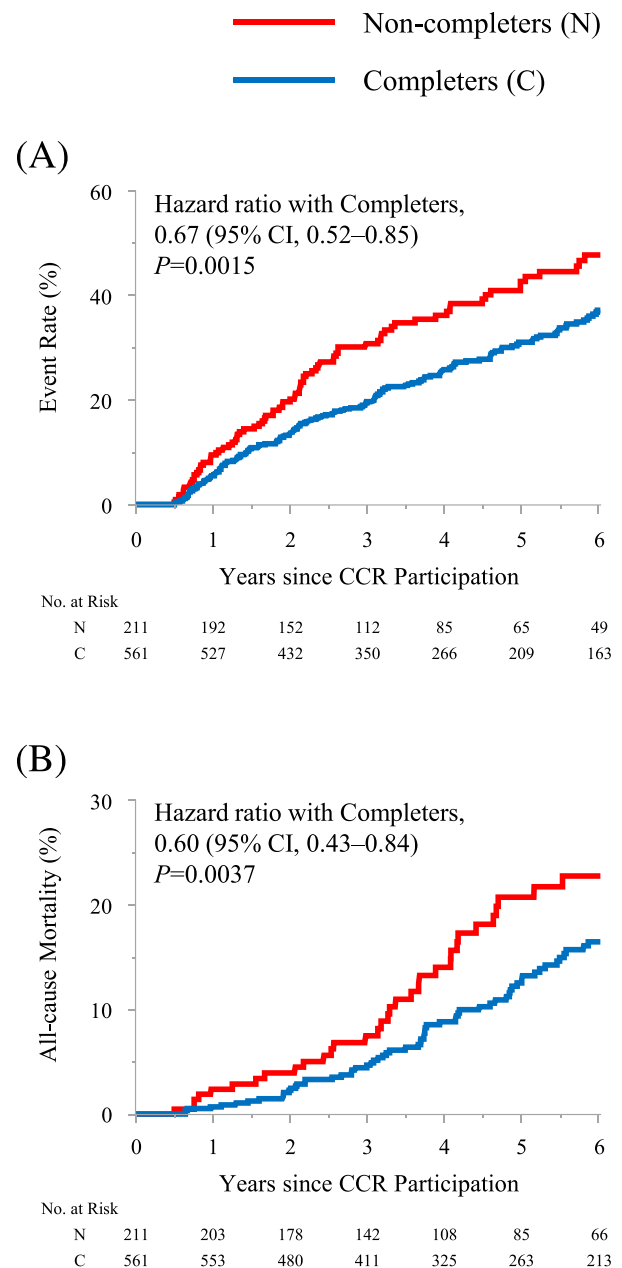 Non-completers (N)
Completers (C)
(A)
60
40
20
0
Event Rate (%)
Hazard ratio with Completers,
0.67 (95% CI, 0.52–0.85)
P=0.0015
0 1 2 3 4 5 6
Years since CCR Participation
No. at Risk
N 211 192 152 112 85 65 49
C 561 527 432 350 266 209 163
(B)
30
20
10
0
All-cause Mortality (%)
Hazard ratio with Completers,
0.60 (95% CI, 0.43–0.84)
P=0.0037
0 1 2 3 4 5 6
Years since CCR Participation
No. at Risk
N 211 203 178 142 108 85 66
C 561 553 480 411 325 263 213